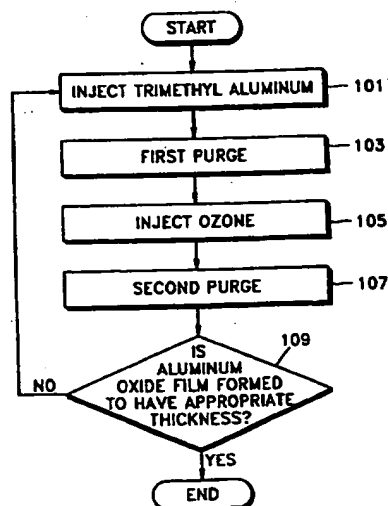 START
INJECT TRIMETHYL ALUMINUM
101
FIRST PURGE
103
INJECT OZONE
105
SECOND PURGE
107
109
IS
ALUMINUM
OXIDE FILM FORMED
TO HAVE APPROPRIATE
THICKNESS?
NO
YES
END